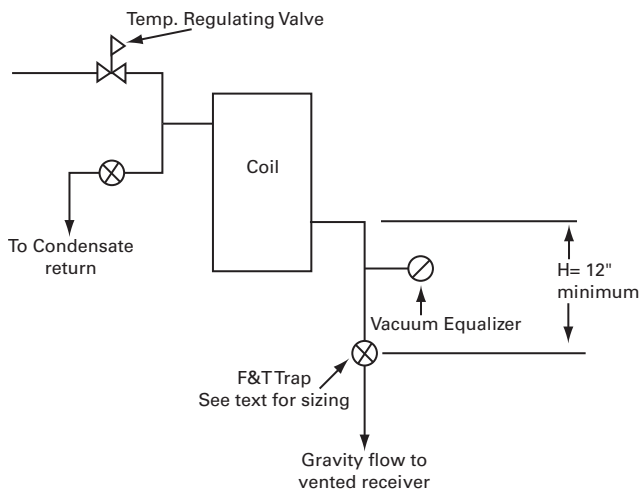 Temp. Regulating Valve
Coil
To Condensate
return
H= 12"
minimum
Vacuum Equalizer
F&T Trap
See text for sizing
Gravity flow to
vented receiver